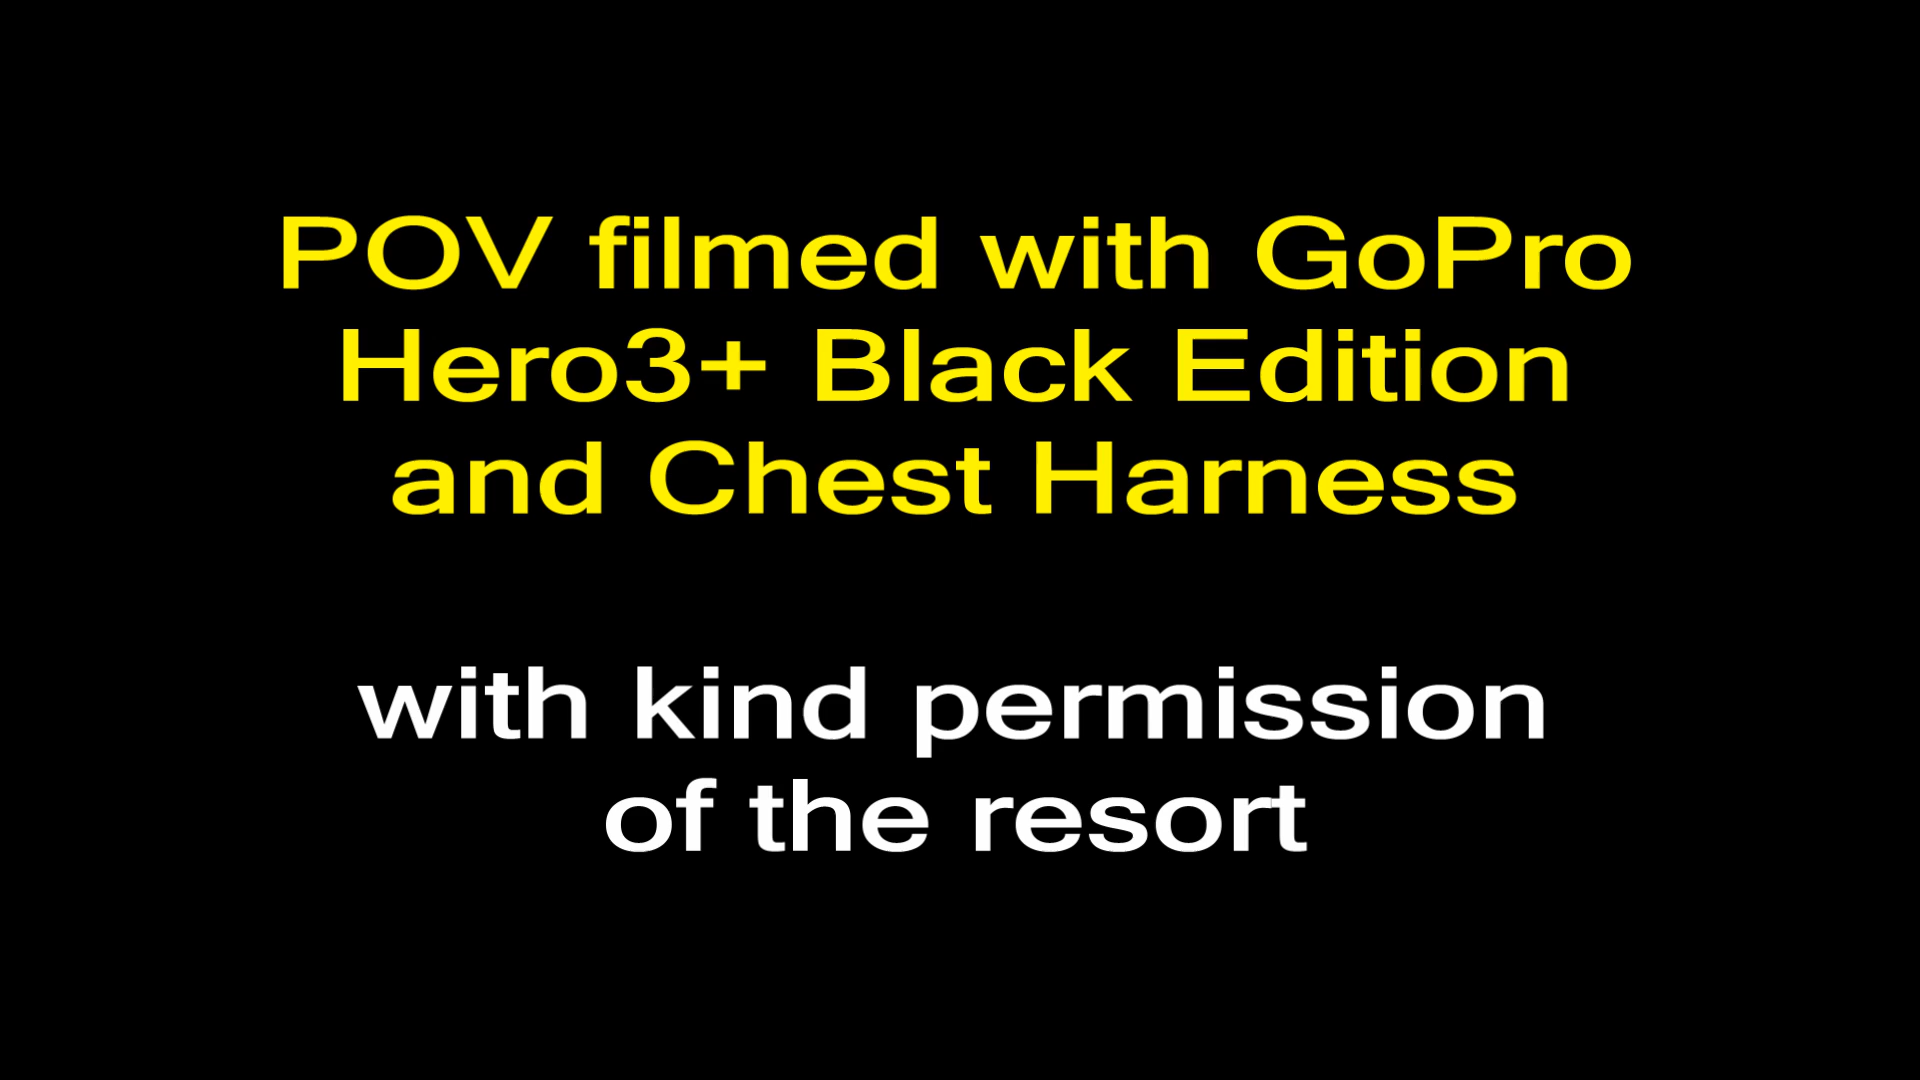 POV filmed with GoPro
Hero3+ Black Edition
and Chest Harness
with kind permission
of the resort